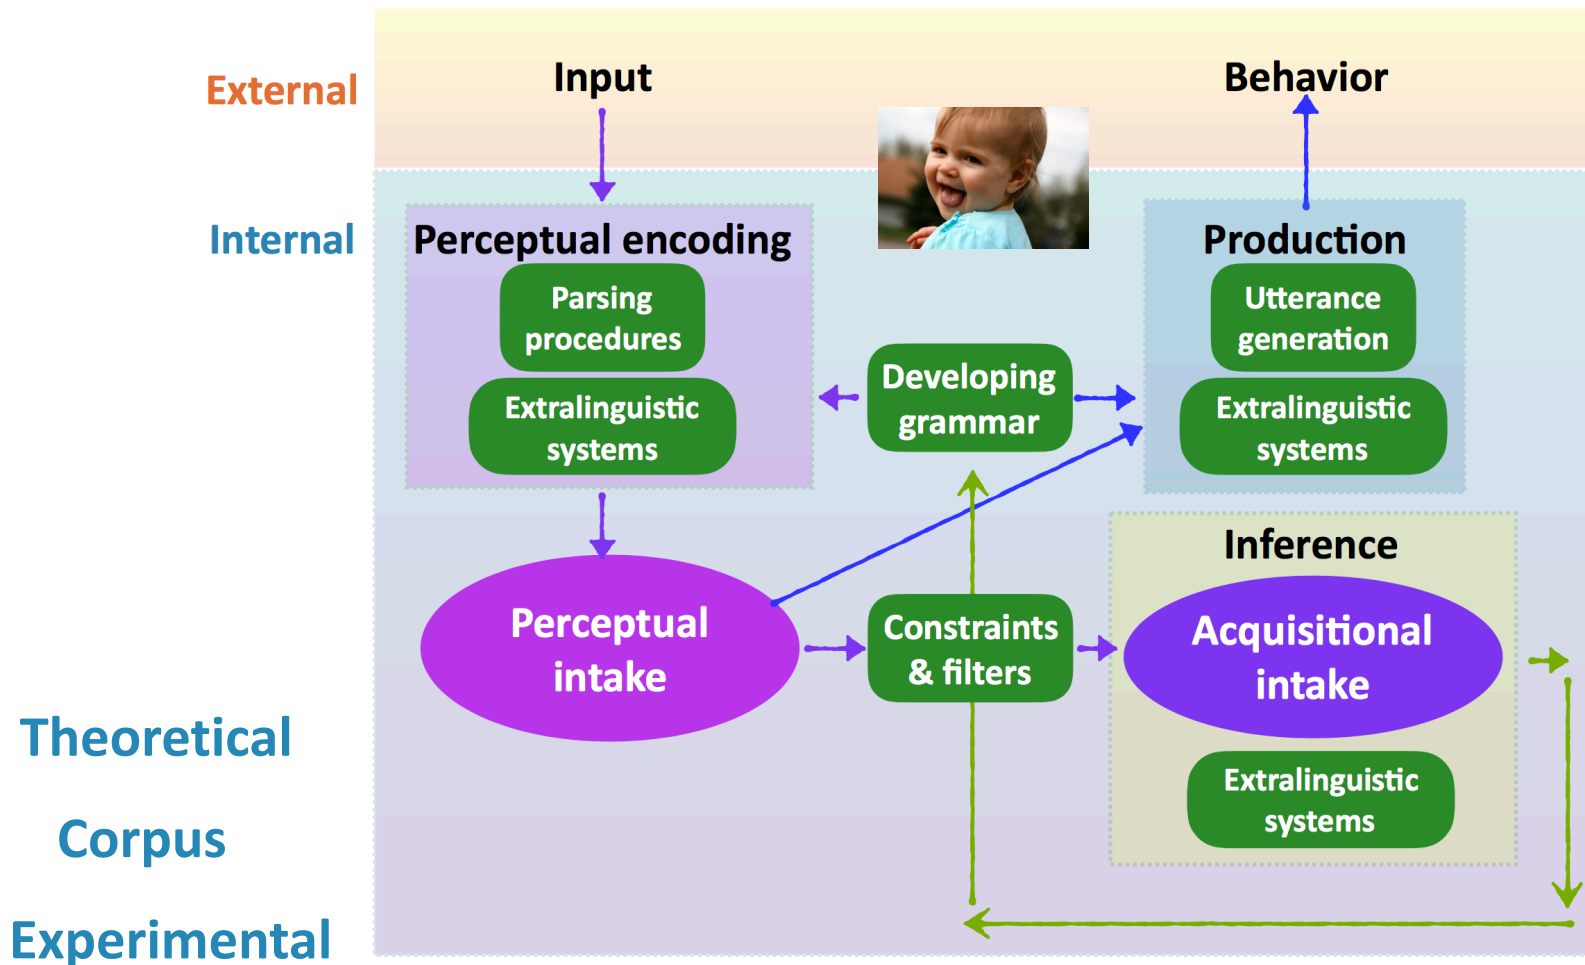 External
Input
Behavior
Internal
Perceptual encoding
Production
Parsing
procedures
Utterance
generation
Extralinguistic
systems
Developing
grammar
Extralinguistic
systems
Inference
Perceptual
intake
Constraints
& filters
Acquisitional
intake
Extralinguistic
systems
Theoretical
Corpus
Experimental